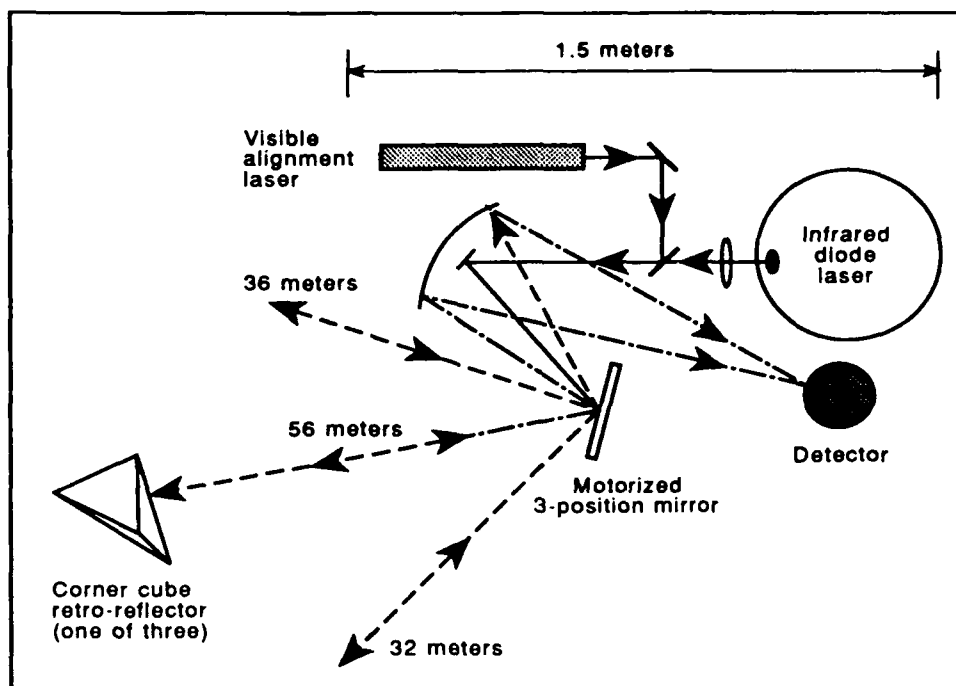 1.5 meters
Visible
alignment
laser
Infrared
diode
laser
36 meters
56 meters
Detector
Motorized
3-position mirror
Corner cube
retro-reflector
(one of three)
32 meters